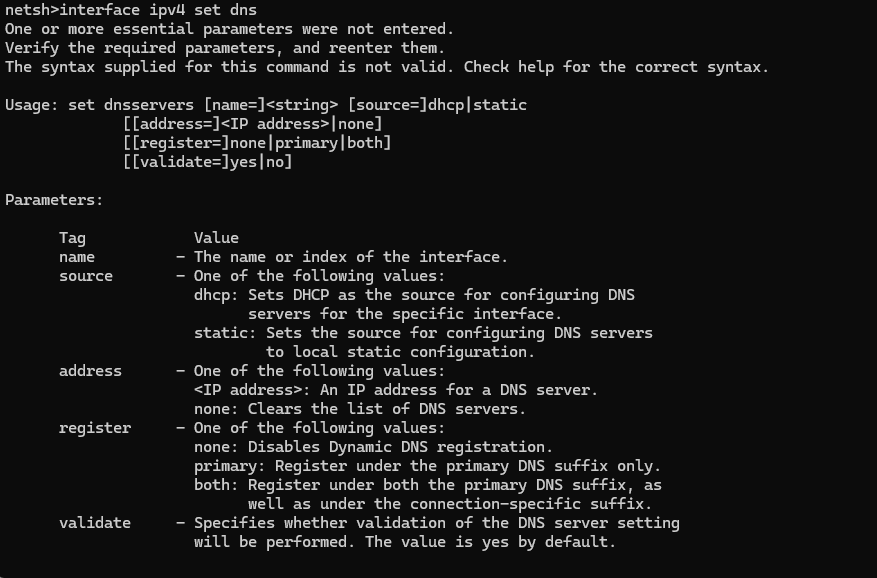 netsh>interface ipv4 set dns
One or more essential parameters were not entered.
Verify the required parameters, and reenter them.
The syntax supplied for this command is not valid. Check help for the correct syntax.

Usage: set dnsservers [name=]<string> [source=]dhcp|static
             [[address=]<IP address>|none]
             [[register=]none|primary|both]
             [[validate=]yes|no]

Parameters:

      Tag            Value
      name         - The name or index of the interface.
      source       - One of the following values:
                     dhcp: Sets DHCP as the source for configuring DNS
                           servers for the specific interface.
                     static: Sets the source for configuring DNS servers
                             to local static configuration.
      address      - One of the following values:
                     <IP address>: An IP address for a DNS server.
                     none: Clears the list of DNS servers.
      register     - One of the following values:
                     none: Disables Dynamic DNS registration.
                     primary: Register under the primary DNS suffix only.
                     both: Register under both the primary DNS suffix, as
                           well as under the connection-specific suffix.
      validate     - Specifies whether validation of the DNS server setting
                     will be performed. The value is yes by default.